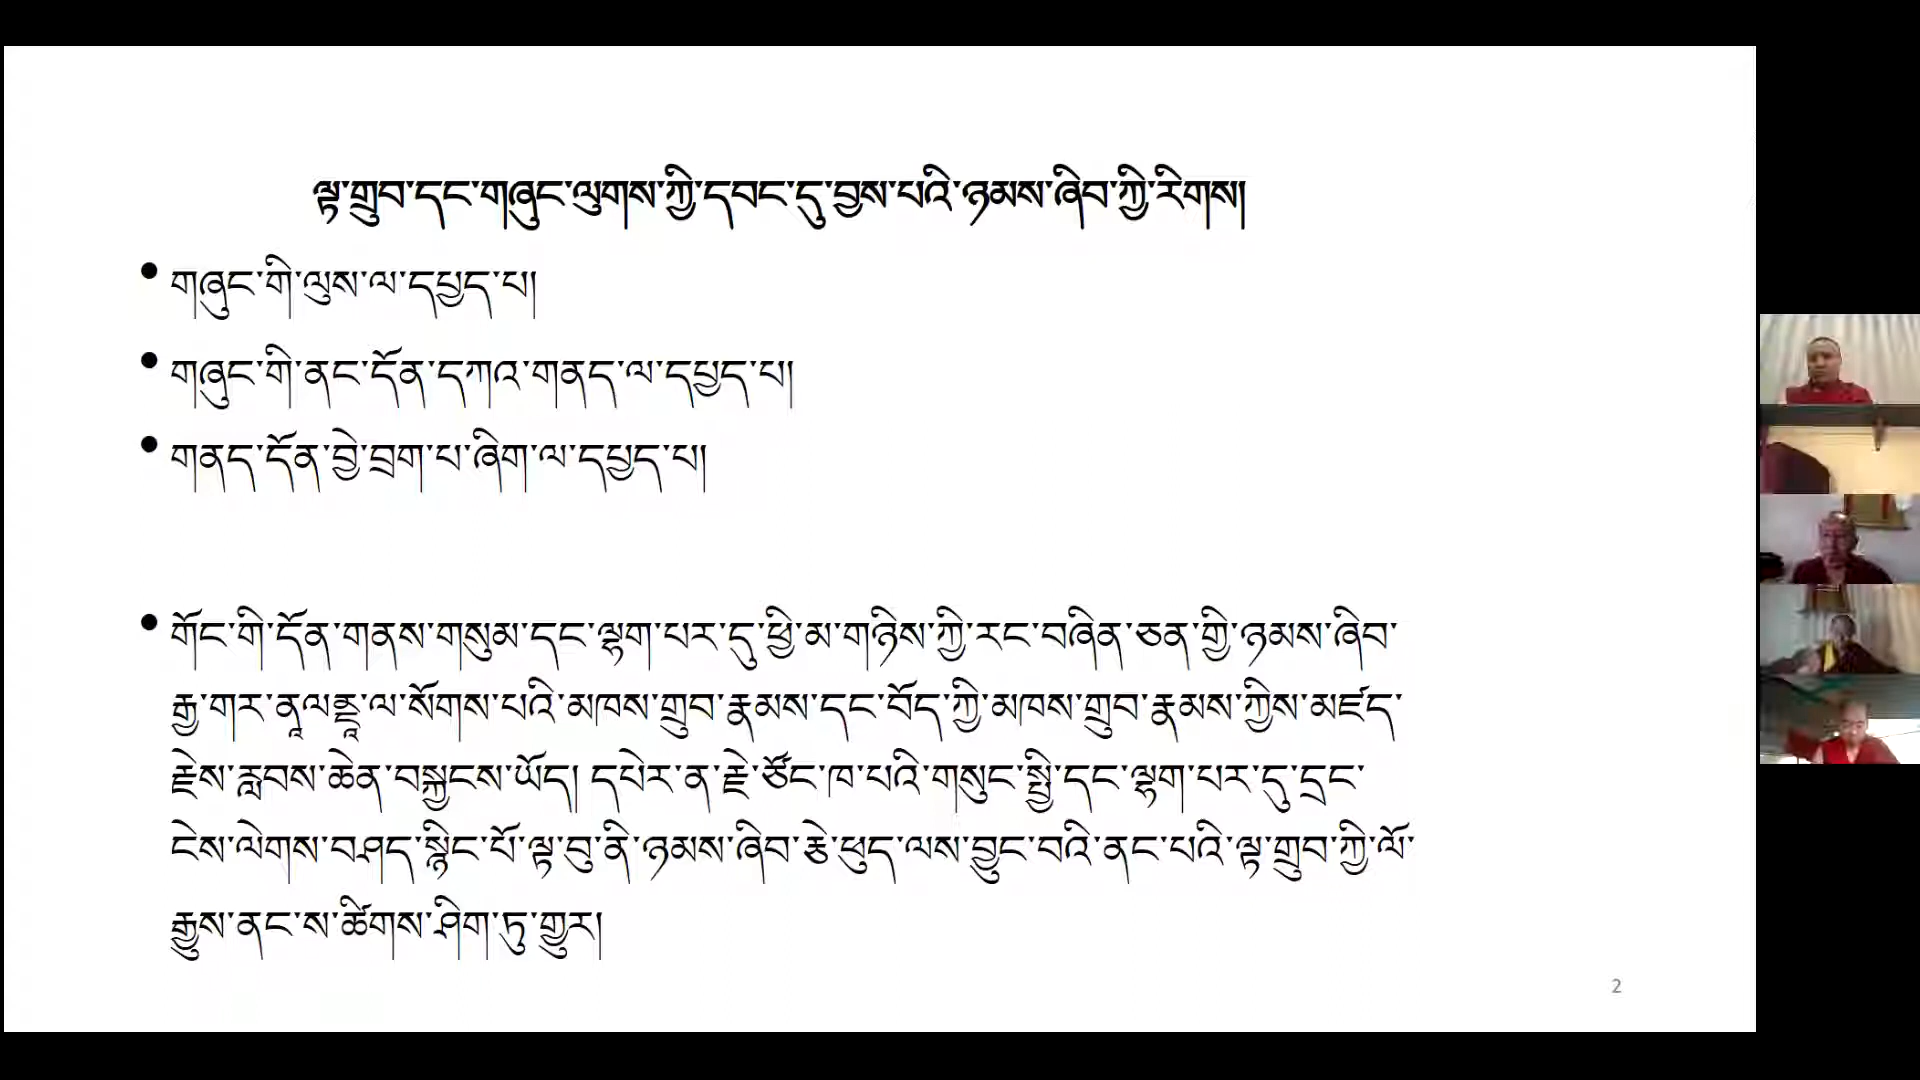 ལྟ་གྲུབ་དང་གཞུང་ལུགས་ཀྱི་དབང་དུ་བྱས་པའི་ཉམས་ཞིབ་ཀྱི་རིགས།
• གཞུང་གི་ལུས་ལ་དཔྱད་པ།
• གཞུང་གི་ནང་དོན་དཀའ་གནད་ལ་དཔྱད་པ།
• གནད་དོན་བྱེ་བྲག་པ་ཞིག་ལ་དཔྱད་པ།
• གོང་གི་དོན་གནས་གསུམ་དང་ལྷག་པར་དུ་ཕྱི་མ་གཉིས་ཀྱི་རང་བཞིན་ཅན་གྱི་ཉམས་ཞིབ་
རྒྱ་གར་ནཱལནྡཱ་ལ་སོགས་པའི་མཁས་གྲུབ་རྣམས་དང་བོད་ཀྱི་མཁས་གྲུབ་རྣམས་ཀྱིས་མཛད་
རྗེས་རླབས་ཆེན་བསྐྱངས་ཡོད། དཔེར་ན་རྗེ་ཙོང་ཁ་པའི་གསུང་སྤྱི་དང་ལྷག་པར་དུ་དྲང་
ངེས་ལེགས་བཤད་སྙིང་པོ་ལྟ་བུ་ནི་ཉམས་ཞིབ་རྩེ་ཕུད་ལས་བྱུང་བའི་ནང་པའི་ལྟ་གྲུབ་ཀྱི་ལོ་
རྒྱུས་ནང་ས་ཚིགས་ཤིག་ཏུ་གྱུར།
2